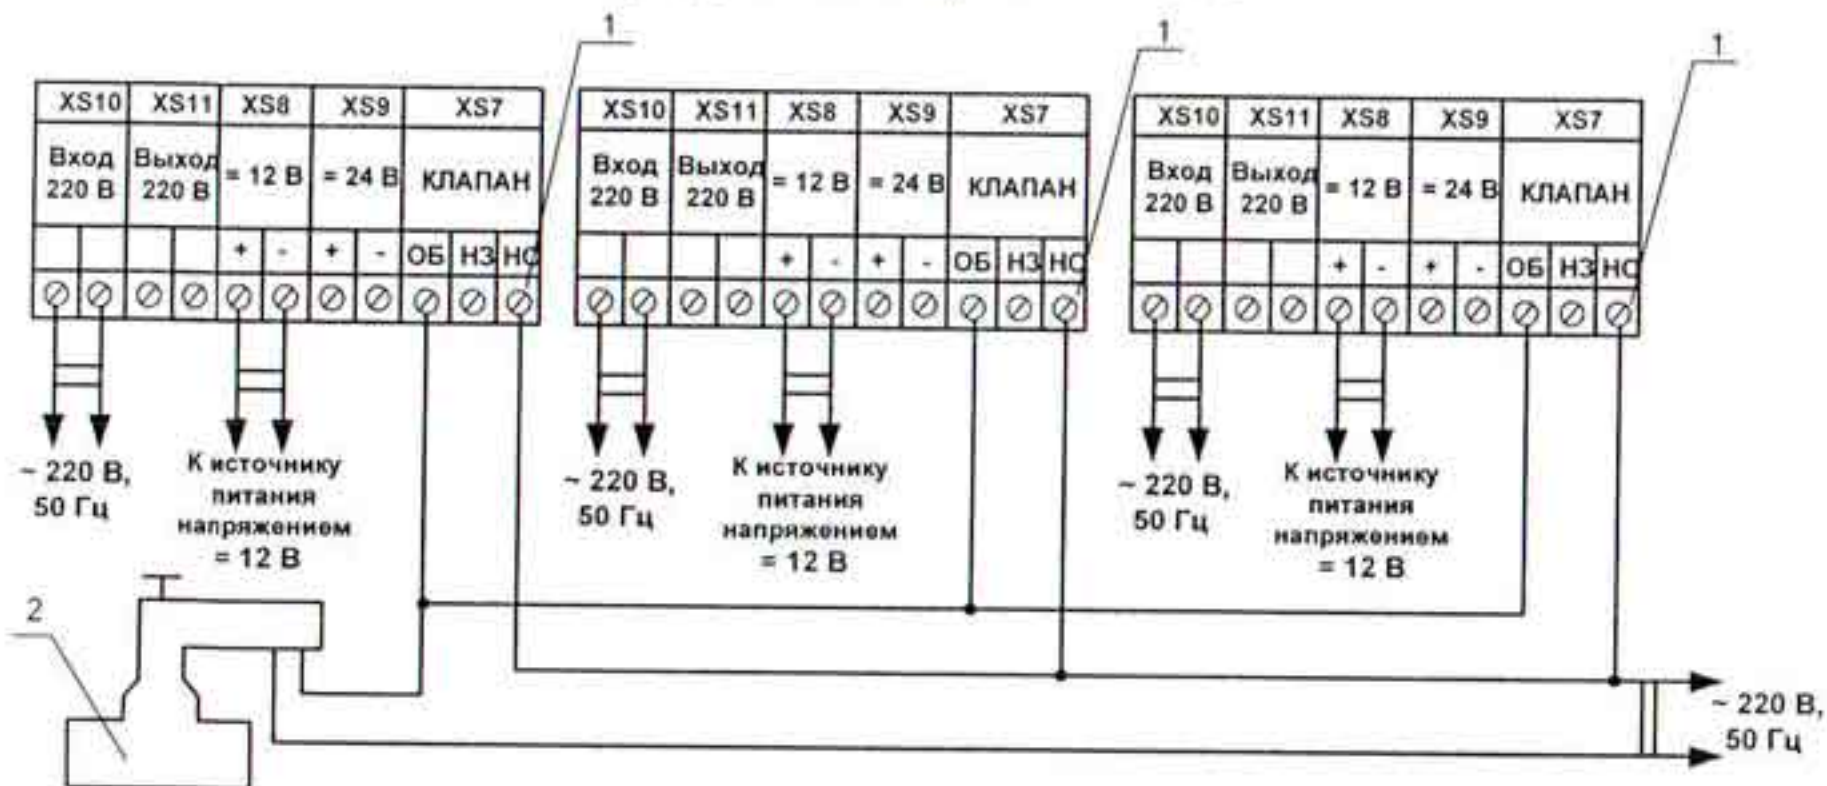 1
1
1
XS10 XS11 XS8 XS9 XS7
Вход 220 В
Выход 220 В
= 12 В
= 24 В
КЛАПАН
+ - + - ОБ НЗ НО
XS10 XS11 XS8 XS9 XS7
Вход 220 В
Выход 220 В
= 12 В
= 24 В
КЛАПАН
+ - + - ОБ НЗ НО
XS10 XS11 XS8 XS9 XS7
Вход 220 В
Выход 220 В
= 12 В
= 24 В
КЛАПАН
+ - + - ОБ НЗ НО
~ 220 В,
50 Гц
К источнику
питания
напряжением
= 12 В
~ 220 В,
50 Гц
К источнику
питания
напряжением
= 12 В
~ 220 В,
50 Гц
К источнику
питания
напряжением
= 12 В
2
~ 220 В,
50 Гц